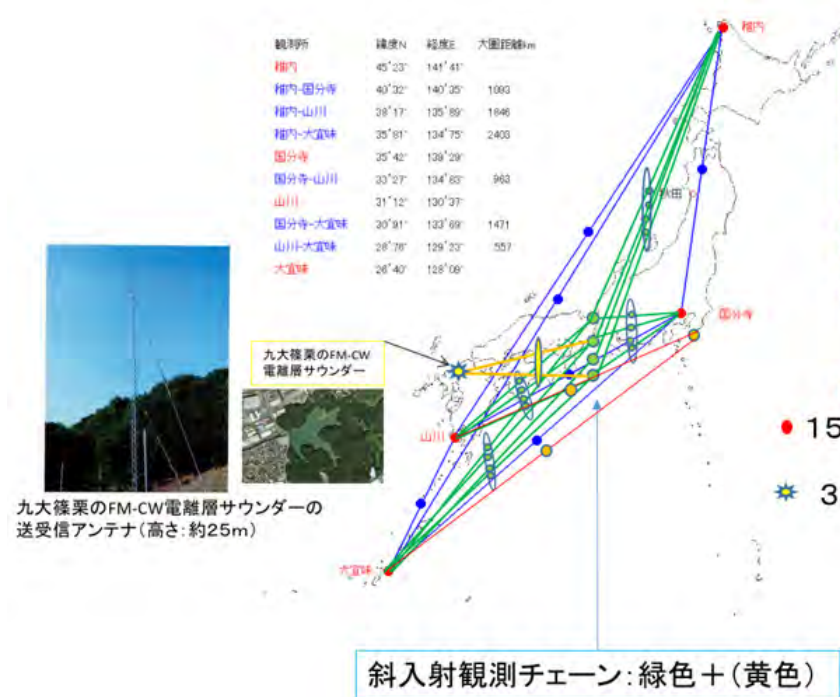 稚内
観測所 緯度N 経度E 大圏距離km
稚内 45°23' 141°41'
稚内-国分寺 40°32' 140°35' 1093
稚内-山川 38°17' 135°89' 1846
稚内-大宜味 35°81' 134°75' 2403
国分寺 35°42' 139°29'
国分寺-山川 33°27' 134°83' 963
山川 31°12' 130°37'
国分寺-大宜味 30°91' 133°69' 1471
山川-大宜味 28°78' 129°23' 557
大宜味 26°40' 128°09'
秋田
国分寺
九大篠栗のFM-CW
電離層サウンダー
山川
15
3
九大篠栗のFM-CW電離層サウンダーの
送受信アンテナ(高さ:約25m)
大宜味
斜入射観測チェーン:緑色+(黄色)